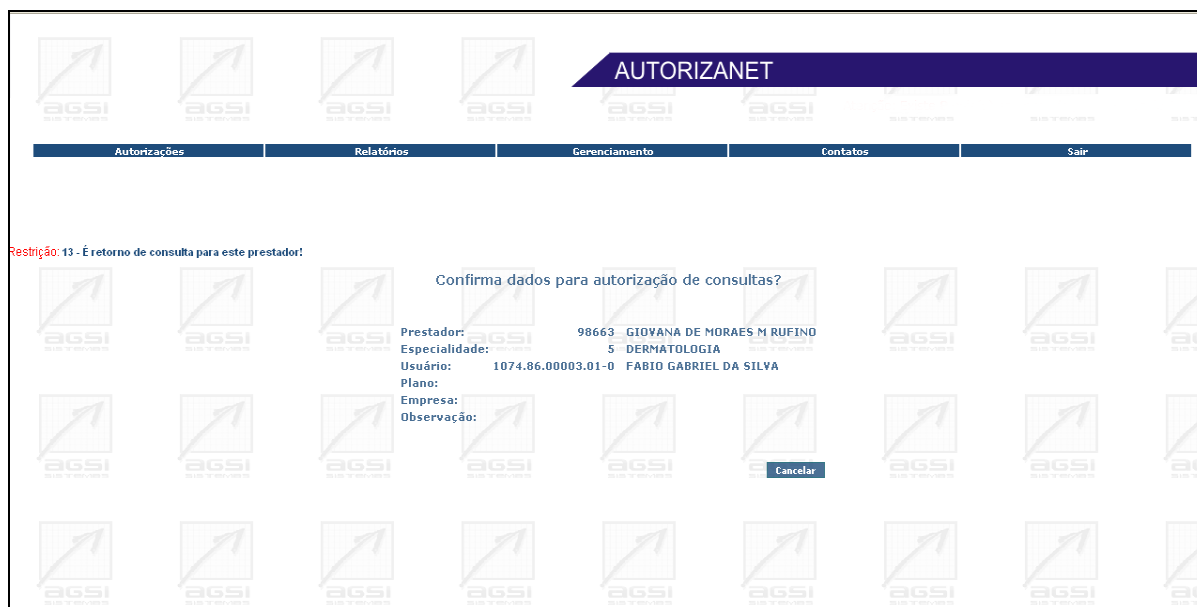 AUTORIZANET
Autorizações Relatórios Gerenciamento Contatos Sair
Restrição: 13 - É retorno de consulta para este prestador!
Confirma dados para autorização de consultas?
Prestador: 98663 GIOVANA DE MORAES M RUFINO
Especialidade: 5 DERMATOLOGIA
Usuário: 1074.86.00003.01-0 FABIO GABRIEL DA SILVA
Plano:
Empresa:
Observação:
Cancelar